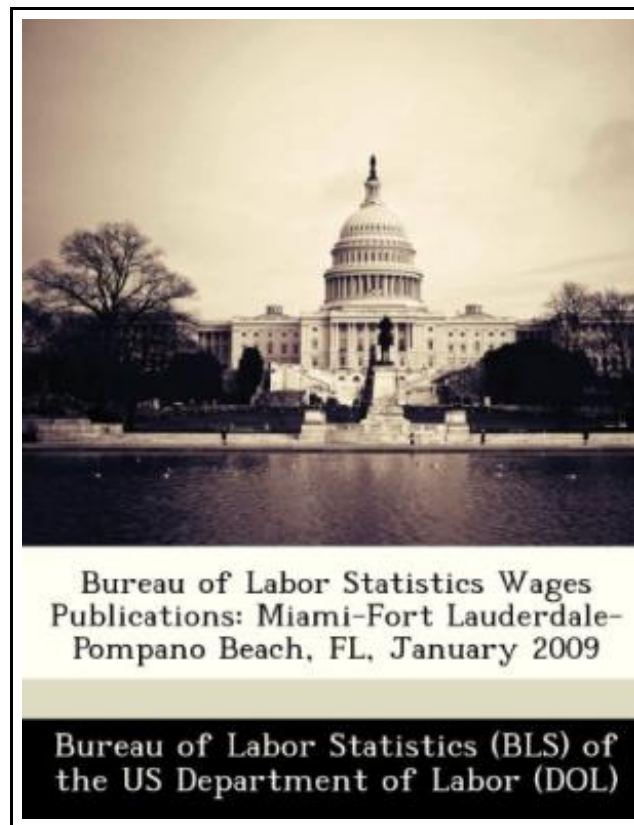 Bureau of Labor Statistics Wages
Publications: Miami-Fort Lauderdale-
Pompano Beach, FL, January 2009
Bureau of Labor Statistics (BLS) of
the US Department of Labor (DOL)